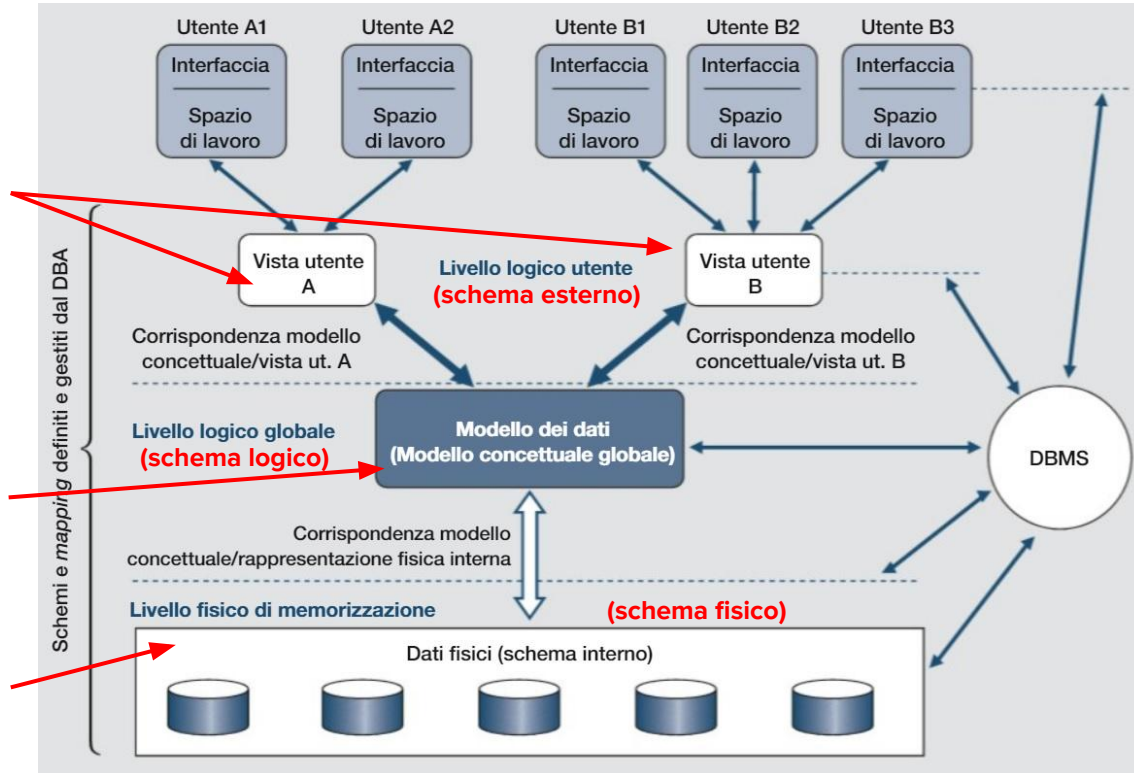 Utente A1
Utente A2
Utente B1
Utente B2
Utente B3
Interfaccia
Spazio
di lavoro
Interfaccia
Spazio
di lavoro
Interfaccia
Spazio
di lavoro
Interfaccia
Spazio
di lavoro
Interfaccia
Spazio
di lavoro
Schemi e mapping definiti e gestiti dal DBA
Vista utente
A
Livello logico utente
(schema esterno)
Vista utente
B
Corrispondenza modello
concettuale/vista ut. A
Corrispondenza modello
concettuale/vista ut. B
Livello logico globale
(schema logico)
Modello dei dati
(Modello concettuale globale)
DBMS
Corrispondenza modello
concettuale/rappresentazione fisica interna
Livello fisico di memorizzazione
(schema fisico)
Dati fisici (schema interno)